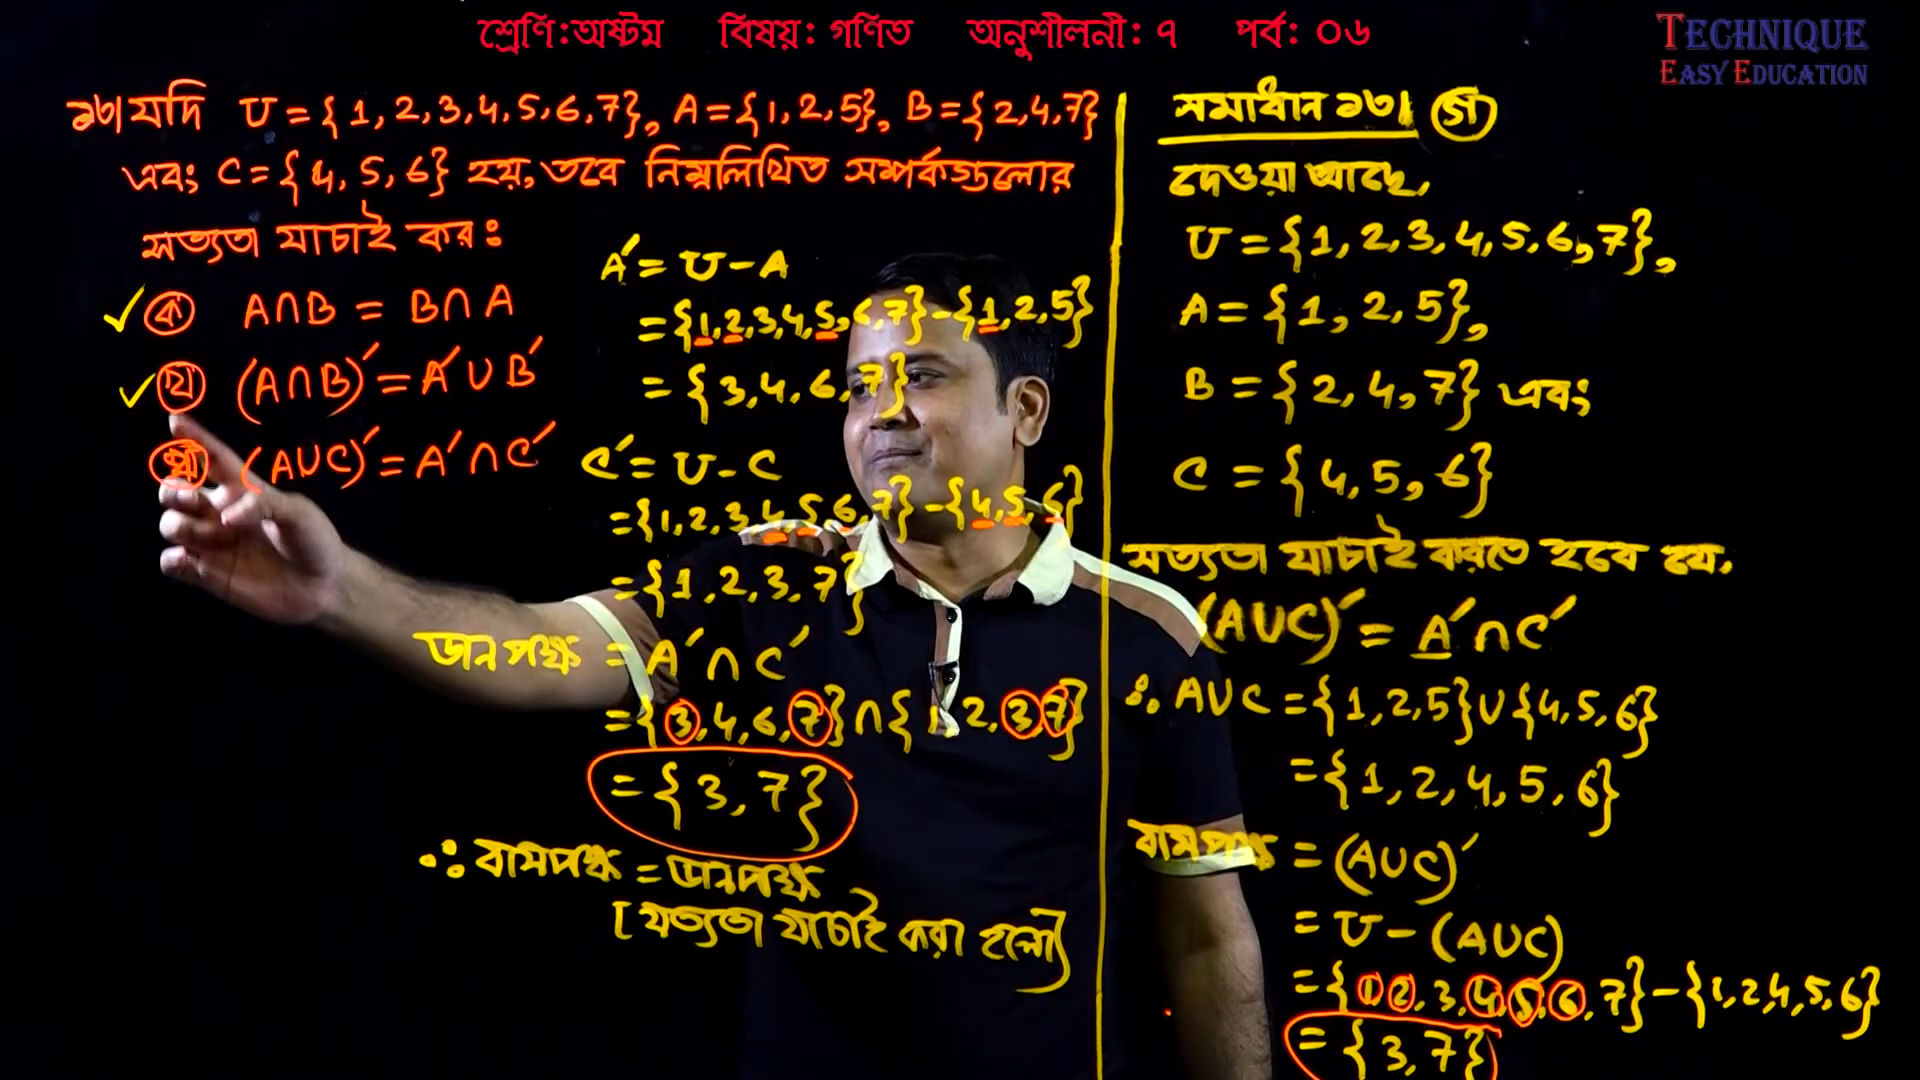 শ্রেণি:অষ্টম বিষয়: গণিত অনুশীলনী: ৭ পর্ব: ০৬
TECHNIQUE
EASY EDUCATION
১৩। যদি U = {1, 2, 3, 4, 5, 6, 7}, A = {1, 2, 5}, B = {2, 4, 7}
এবং C = {4, 5, 6} হয়, তবে নিম্নলিখিত সম্পর্কগুলোর
সত্যতা যাচাই কর:
✓ ক A∩B = B∩A
✓ খ (A∩B)′ = A′∪B′
গ (A∪C)′ = A′∩C′
A′ = U - A
= {1, 2, 3, 4, 5, 6, 7} - {1, 2, 5}
= {3, 4, 6, 7}
C′ = U - C
= {1, 2, 3, 4, 5, 6, 7} - {4, 5, 6}
= {1, 2, 3, 7}
ডানপক্ষ = A′∩C′
= {3, 4, 6, 7} ∩ {1, 2, 3, 7}
= {3, 7}
∴ বামপক্ষ = ডানপক্ষ
[সত্যতা যাচাই করা হলো]
সমাধান ১৩। গ
দেওয়া আছে,
U = {1, 2, 3, 4, 5, 6, 7},
A = {1, 2, 5},
B = {2, 4, 7} এবং
C = {4, 5, 6}
সত্যতা যাচাই করতে হবে যে,
(A∪C)′ = A′∩C′
∴ A∪C = {1, 2, 5} ∪ {4, 5, 6}
= {1, 2, 4, 5, 6}
বামপক্ষ = (A∪C)′
= U - (A∪C)
= {1, 2, 3, 4, 5, 6, 7} - {1, 2, 4, 5, 6}
= {3, 7}